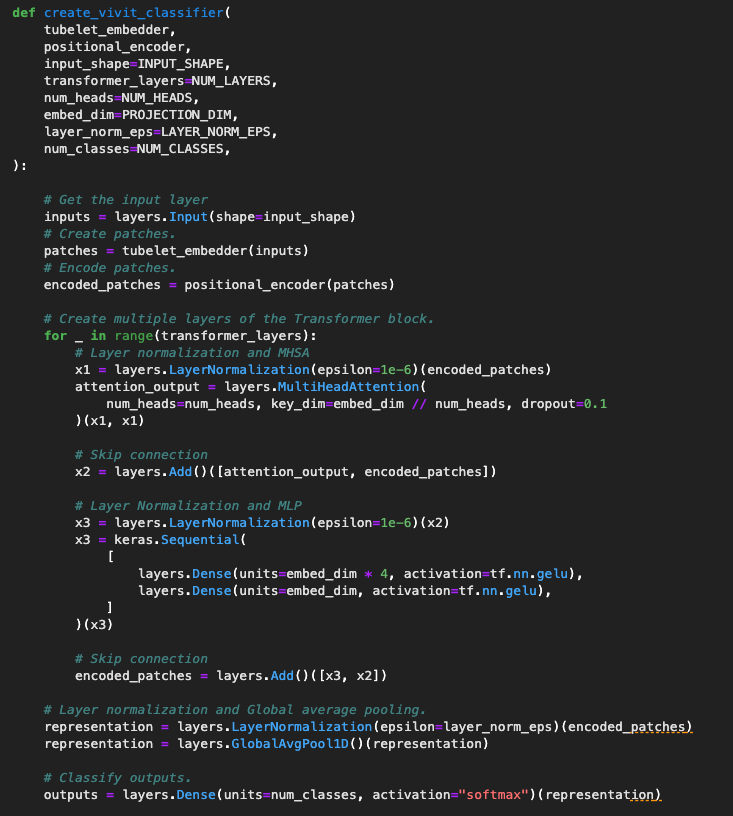 def create_vivit_classifier(
    tubelet_embedder,
    positional_encoder,
    input_shape=INPUT_SHAPE,
    transformer_layers=NUM_LAYERS,
    num_heads=NUM_HEADS,
    embed_dim=PROJECTION_DIM,
    layer_norm_eps=LAYER_NORM_EPS,
    num_classes=NUM_CLASSES,
):

    # Get the input layer
    inputs = layers.Input(shape=input_shape)
    # Create patches.
    patches = tubelet_embedder(inputs)
    # Encode patches.
    encoded_patches = positional_encoder(patches)

    # Create multiple layers of the Transformer block.
    for _ in range(transformer_layers):
        # Layer normalization and MHSA
        x1 = layers.LayerNormalization(epsilon=1e-6)(encoded_patches)
        attention_output = layers.MultiHeadAttention(
            num_heads=num_heads, key_dim=embed_dim // num_heads, dropout=0.1
        )(x1, x1)

        # Skip connection
        x2 = layers.Add()([attention_output, encoded_patches])

        # Layer Normalization and MLP
        x3 = layers.LayerNormalization(epsilon=1e-6)(x2)
        x3 = keras.Sequential(
            [
                layers.Dense(units=embed_dim * 4, activation=tf.nn.gelu),
                layers.Dense(units=embed_dim, activation=tf.nn.gelu),
            ]
        )(x3)

        # Skip connection
        encoded_patches = layers.Add()([x3, x2])

    # Layer normalization and Global average pooling.
    representation = layers.LayerNormalization(epsilon=layer_norm_eps)(encoded_patches)
    representation = layers.GlobalAvgPool1D()(representation)

    # Classify outputs.
    outputs = layers.Dense(units=num_classes, activation="softmax")(representation)